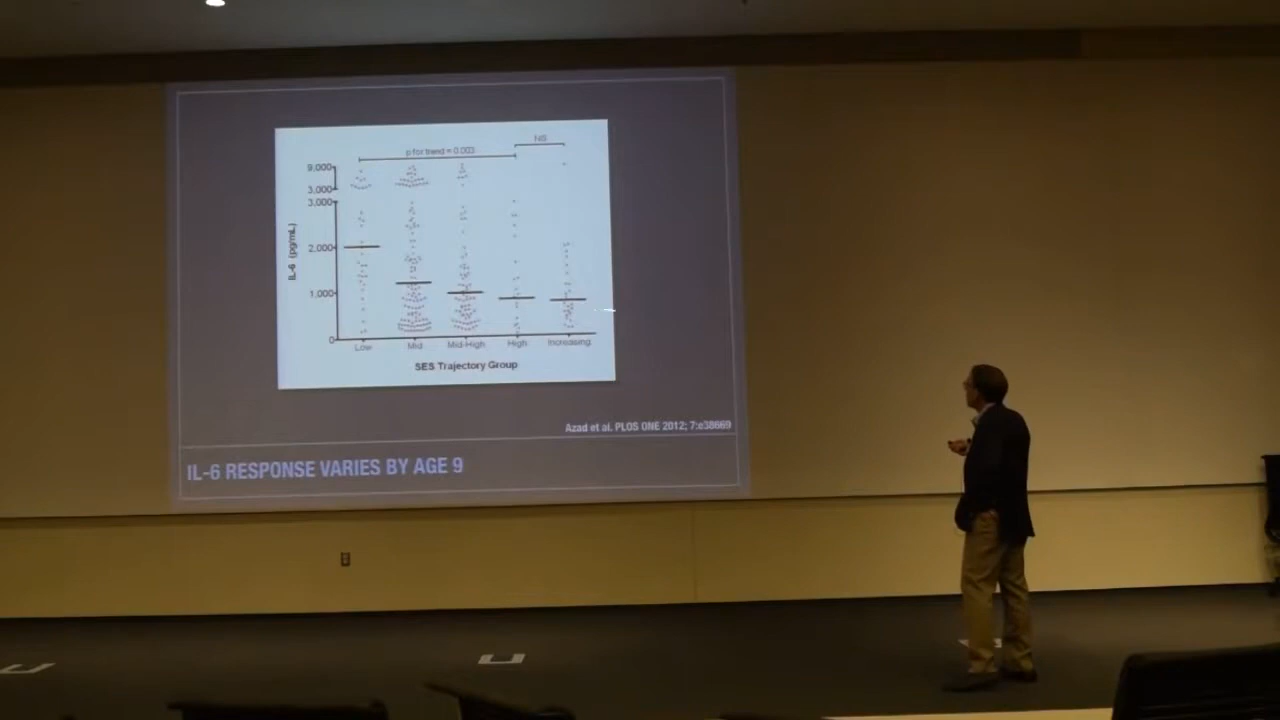 NS
p for trend = 0.003
9,000
3,000
3,000
2,000
1,000
0
IL-6 (pg/mL)
Low Mid Mid-High High Increasing
SES Trajectory Group
Azad et al. PLOS ONE 2012; 7:e38669
IL-6 RESPONSE VARIES BY AGE 9